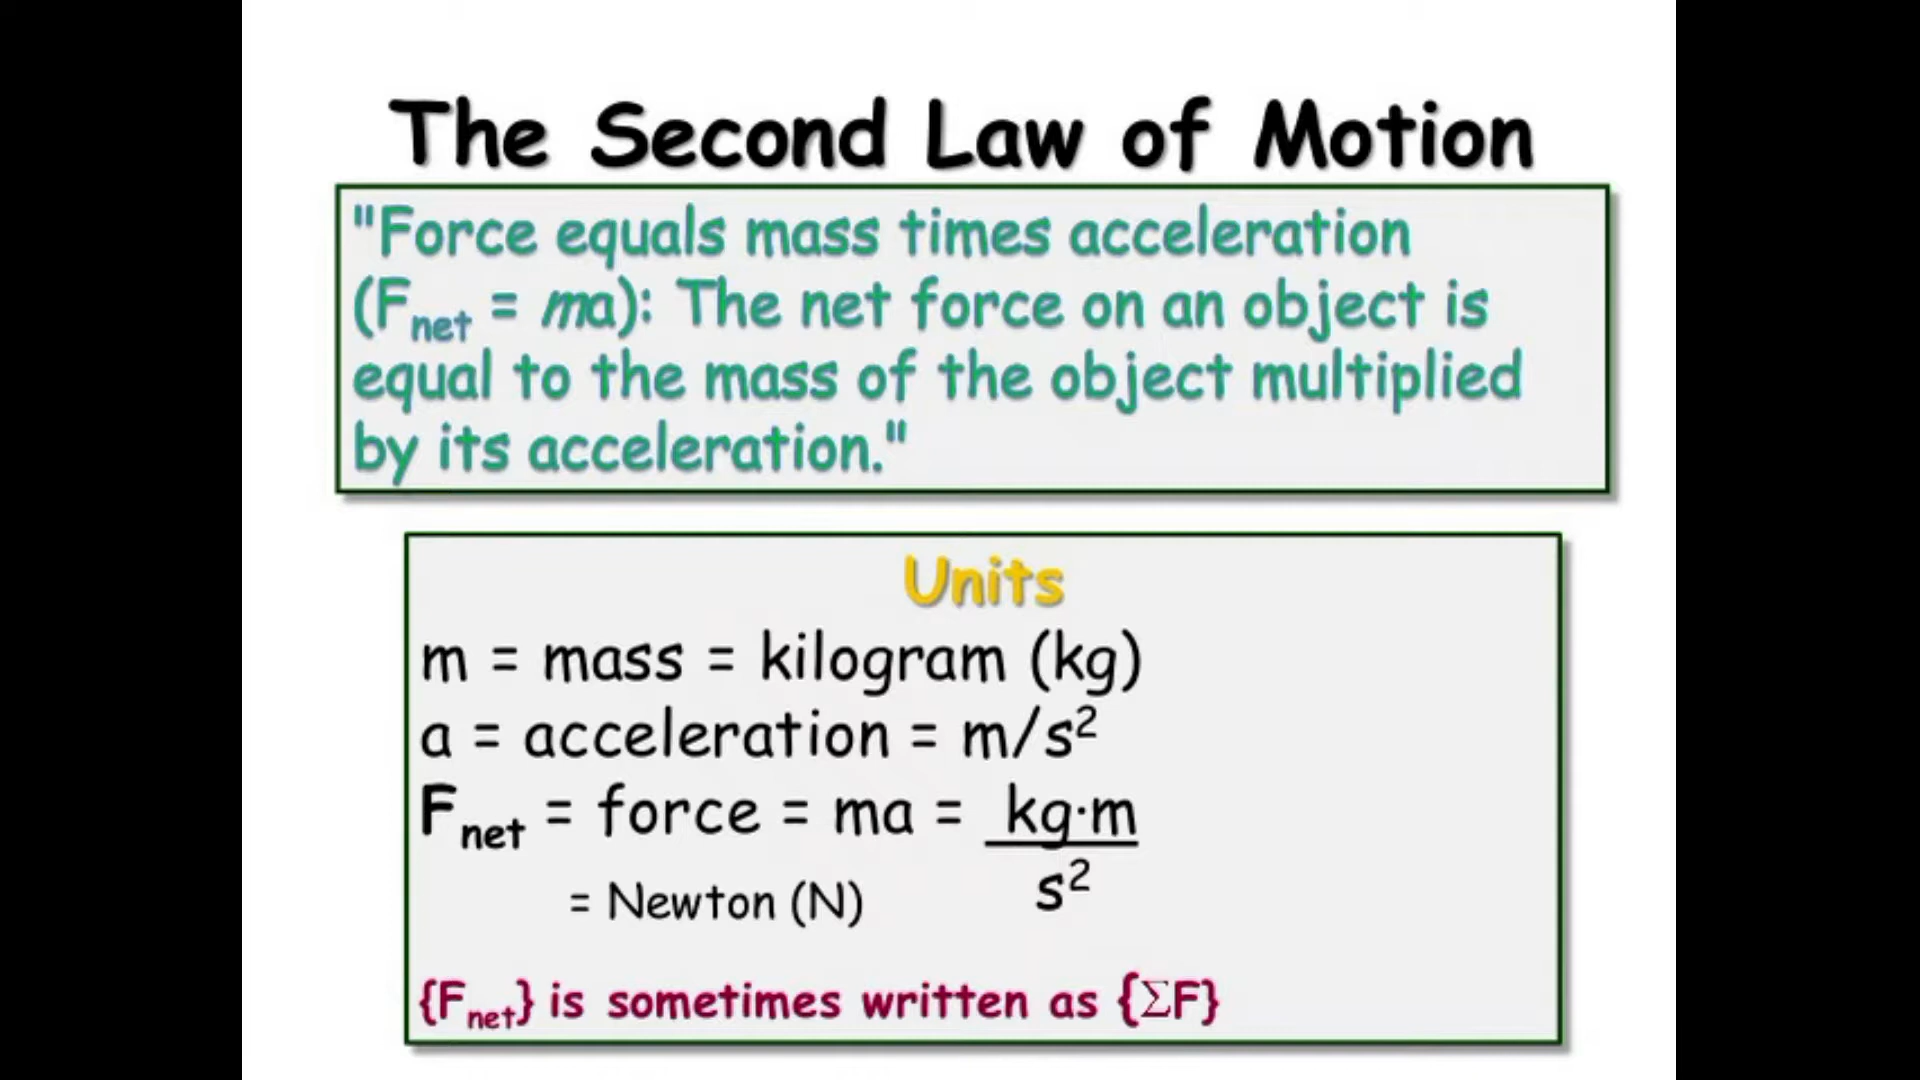 The Second Law of Motion
"Force equals mass times acceleration
(Fnet = ma): The net force on an object is
equal to the mass of the object multiplied
by its acceleration."
Units
m = mass = kilogram (kg)
a = acceleration = m/s²
Fnet = force = ma = kg·m
s²
= Newton (N)
{Fnet} is sometimes written as {ΣF}